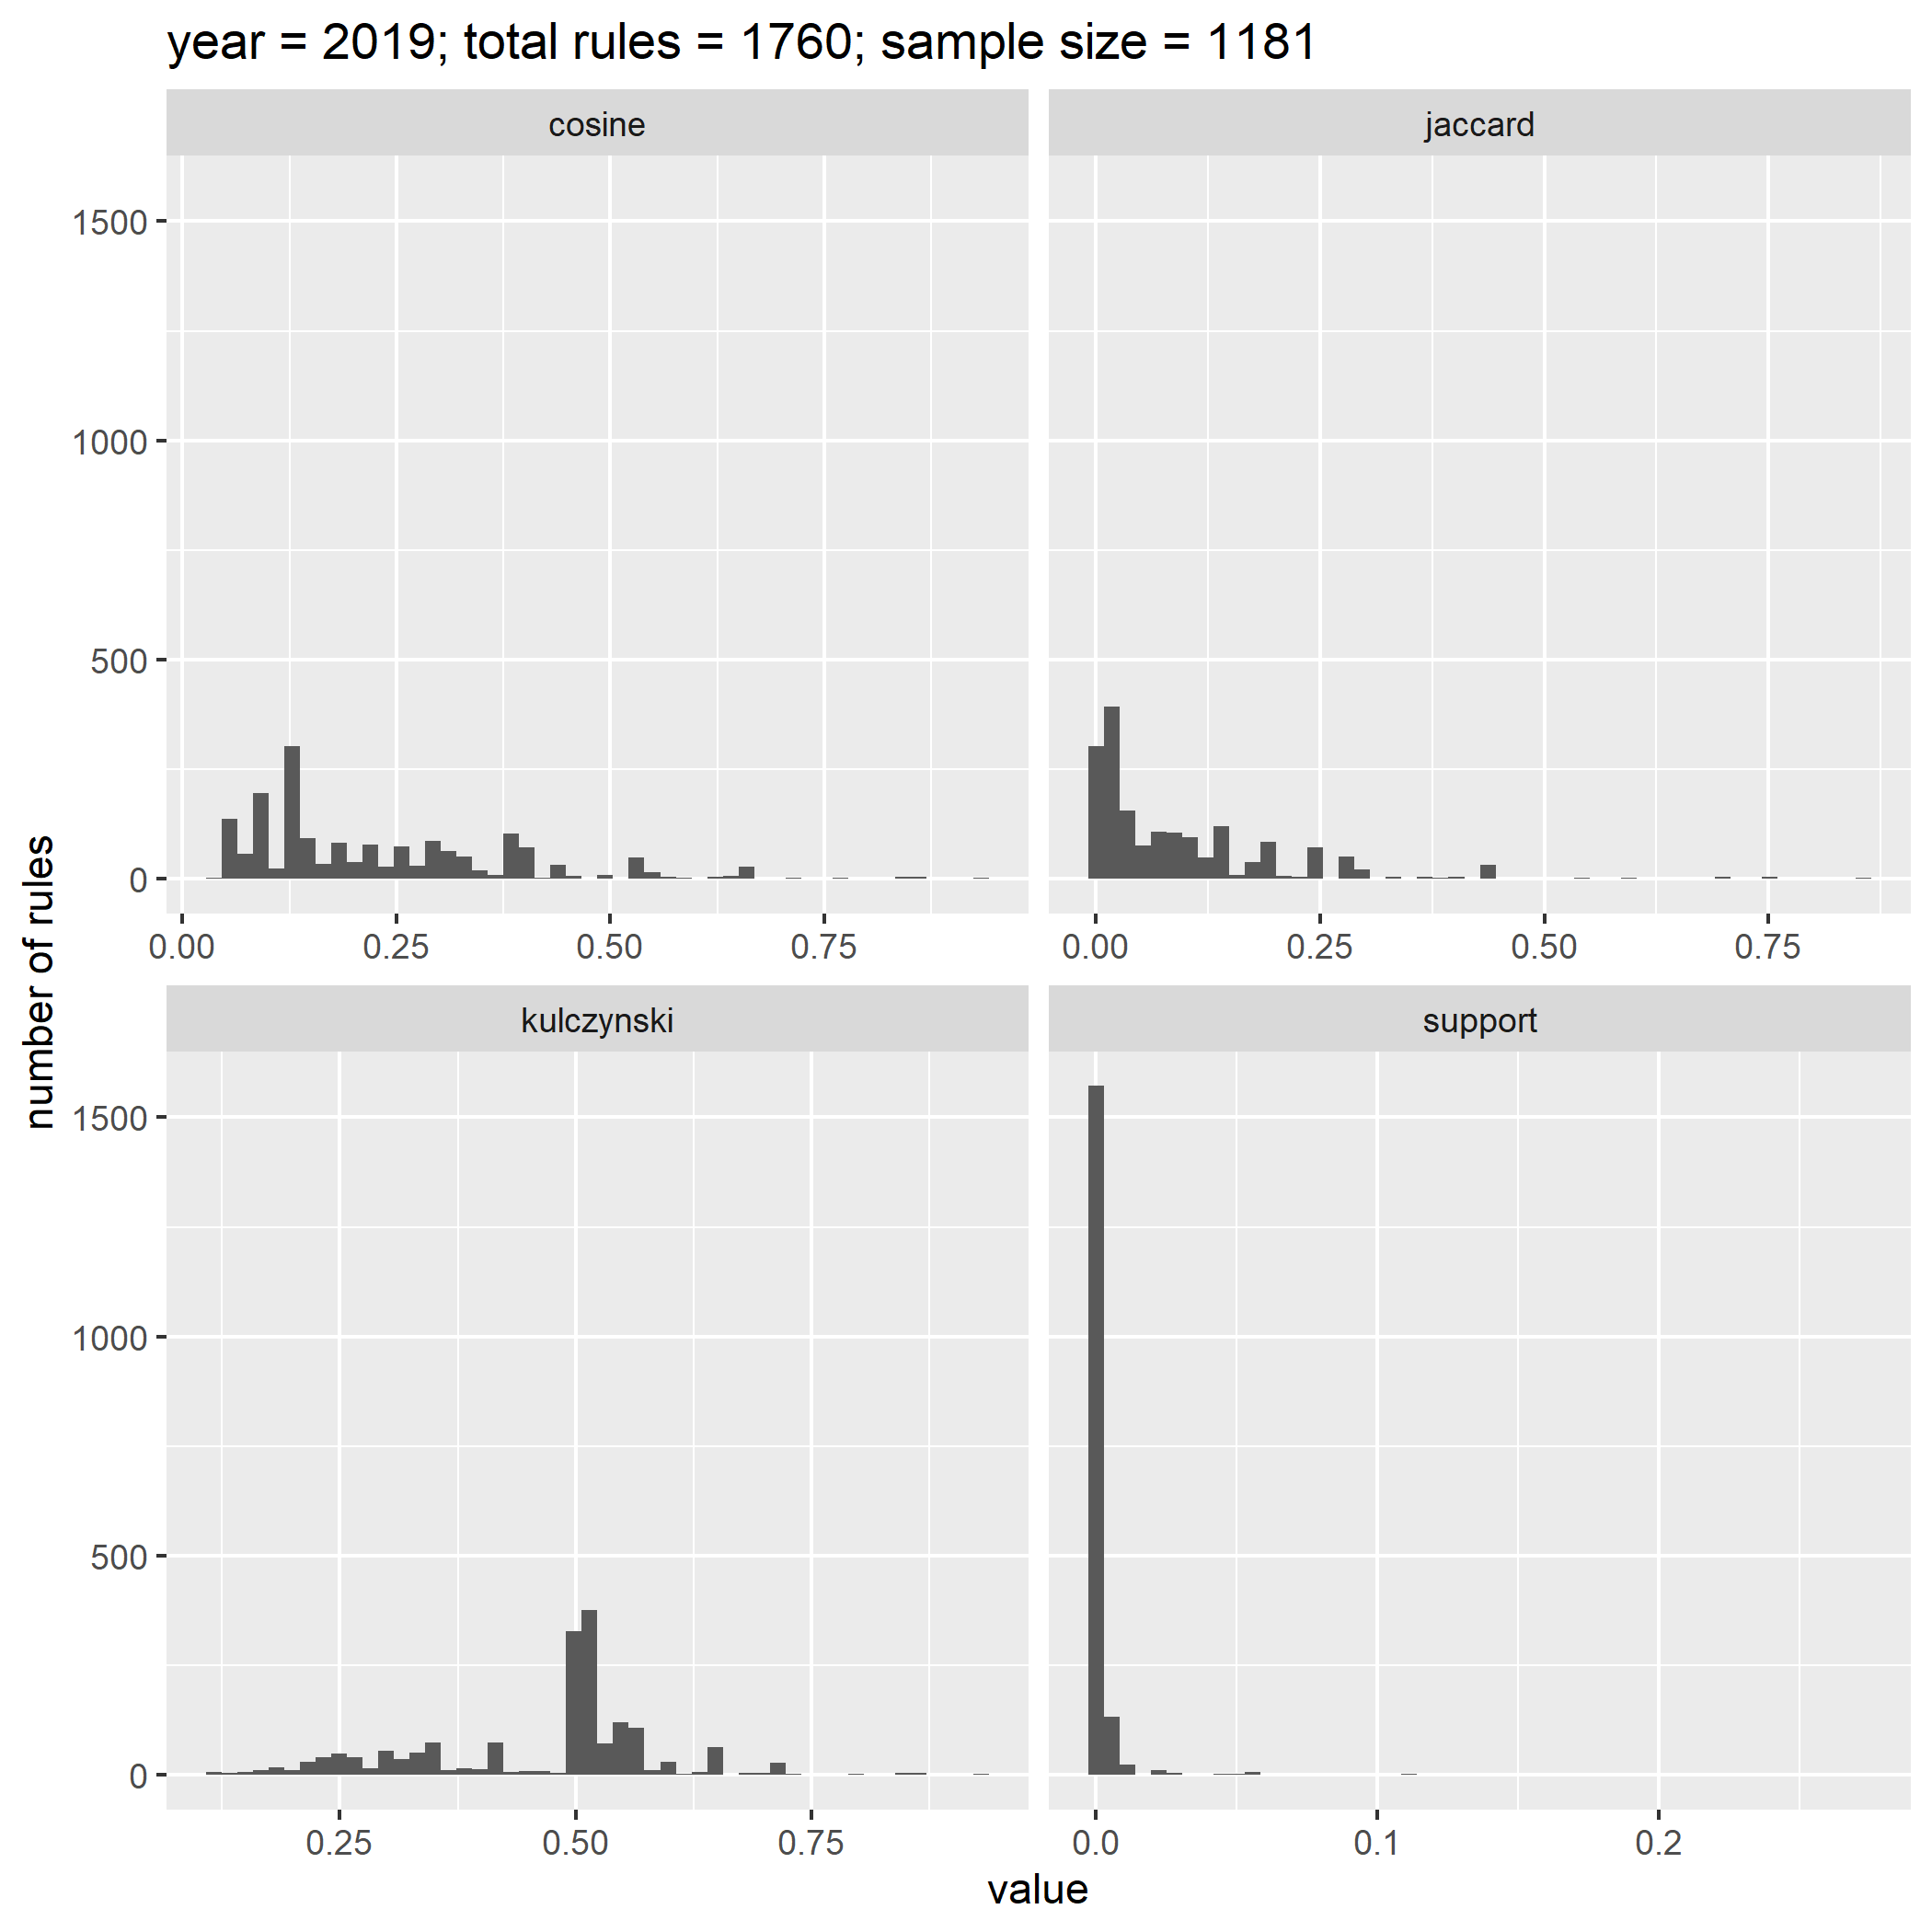 year = 2019; total rules = 1760; sample size = 1181
cosine
jaccard
1500
1000
500
0
0.00 0.25 0.50 0.75
0.00 0.25 0.50 0.75
number of rules
kulczynski
support
1500
1000
500
0
0.25 0.50 0.75
0.0 0.1 0.2
value